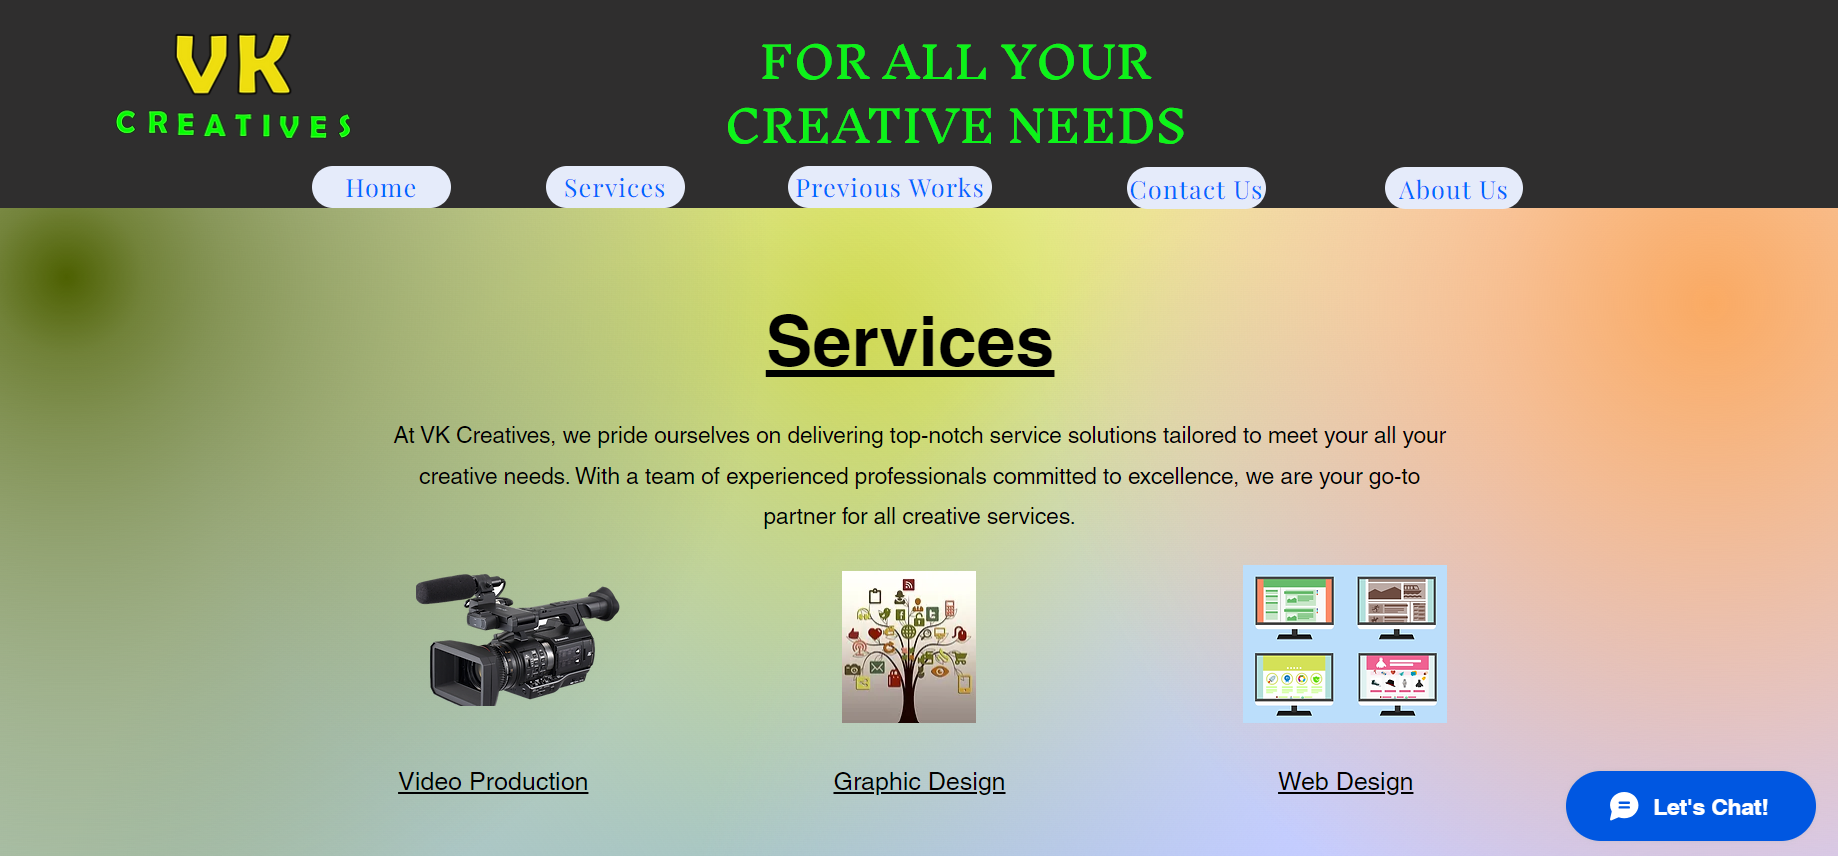 VK
CREATIVES
FOR ALL YOUR
CREATIVE NEEDS
Home
Services
Previous Works
Contact Us
About Us
Services
At VK Creatives, we pride ourselves on delivering top-notch service solutions tailored to meet your all your
creative needs. With a team of experienced professionals committed to excellence, we are your go-to
partner for all creative services.
Video Production
Graphic Design
Web Design
Let's Chat!